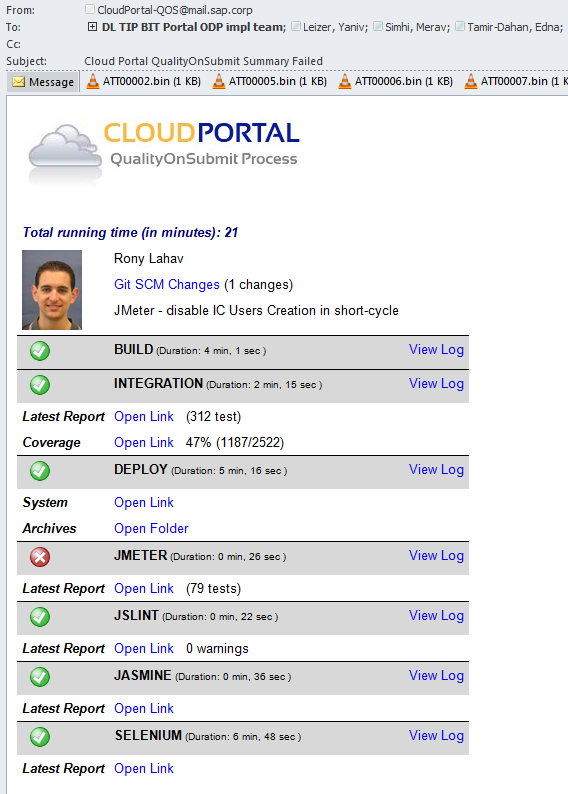 From: CloudPortal-QOS@mail.sap.corp
To: DL TIP BIT Portal ODP impl team; Leizer, Yaniv; Simhi, Merav; Tamir-Dahan, Edna;
Cc:
Subject: Cloud Portal QualityOnSubmit Summary Failed
Message ATT00002.bin (1 KB) ATT00005.bin (1 KB) ATT00006.bin (1 KB) ATT00007.bin (1 K
CLOUDPORTAL
QualityOnSubmit Process
Total running time (in minutes): 21
Rony Lahav
Git SCM Changes (1 changes)
JMeter - disable IC Users Creation in short-cycle
BUILD (Duration: 4 min, 1 sec ) View Log
INTEGRATION (Duration: 2 min, 15 sec ) View Log
Latest Report Open Link (312 test)
Coverage Open Link 47% (1187/2522)
DEPLOY (Duration: 5 min, 16 sec ) View Log
System Open Link
Archives Open Folder
JMETER (Duration: 0 min, 26 sec ) View Log
Latest Report Open Link (79 tests)
JSLINT (Duration: 0 min, 22 sec ) View Log
Latest Report Open Link 0 warnings
JASMINE (Duration: 0 min, 36 sec ) View Log
Latest Report Open Link
SELENIUM (Duration: 6 min, 48 sec ) View Log
Latest Report Open Link